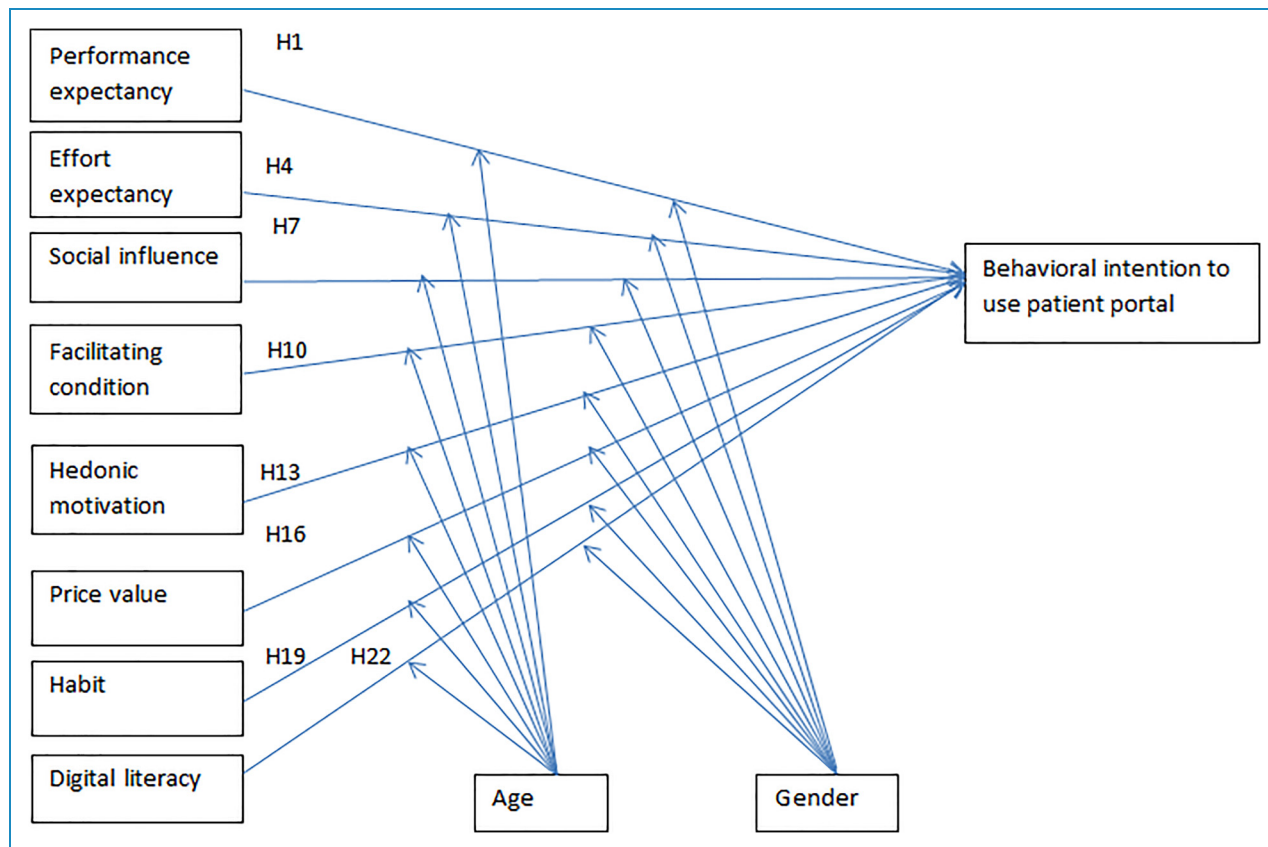 H1
Performance
expectancy
Effort
expectancy
H4
H7
Social influence
Behavioral intention to
use patient portal
Facilitating
condition
H10
Hedonic
motivation
H13
H16
Price value
H19
H22
Habit
Digital literacy
Age
Gender